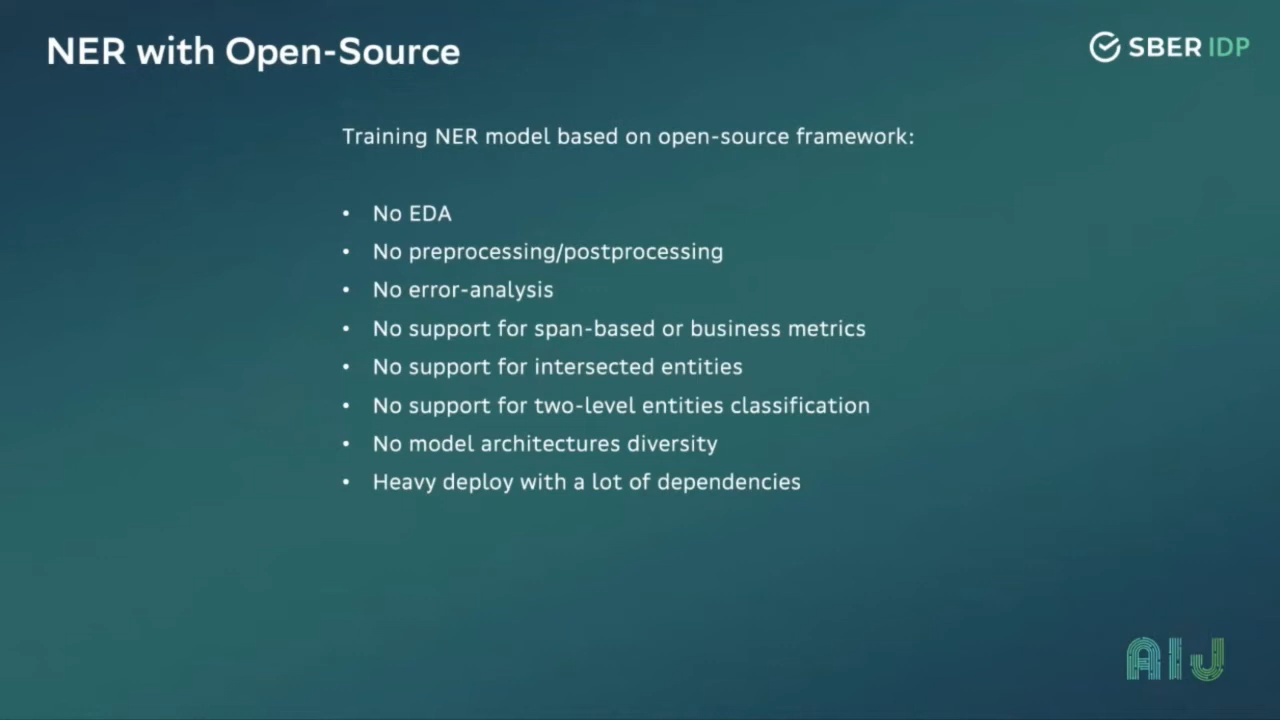 NER with Open-Source
SBER IDP
Training NER model based on open-source framework:
• No EDA
• No preprocessing/postprocessing
• No error-analysis
• No support for span-based or business metrics
• No support for intersected entities
• No support for two-level entities classification
• No model architectures diversity
• Heavy deploy with a lot of dependencies
AIJ